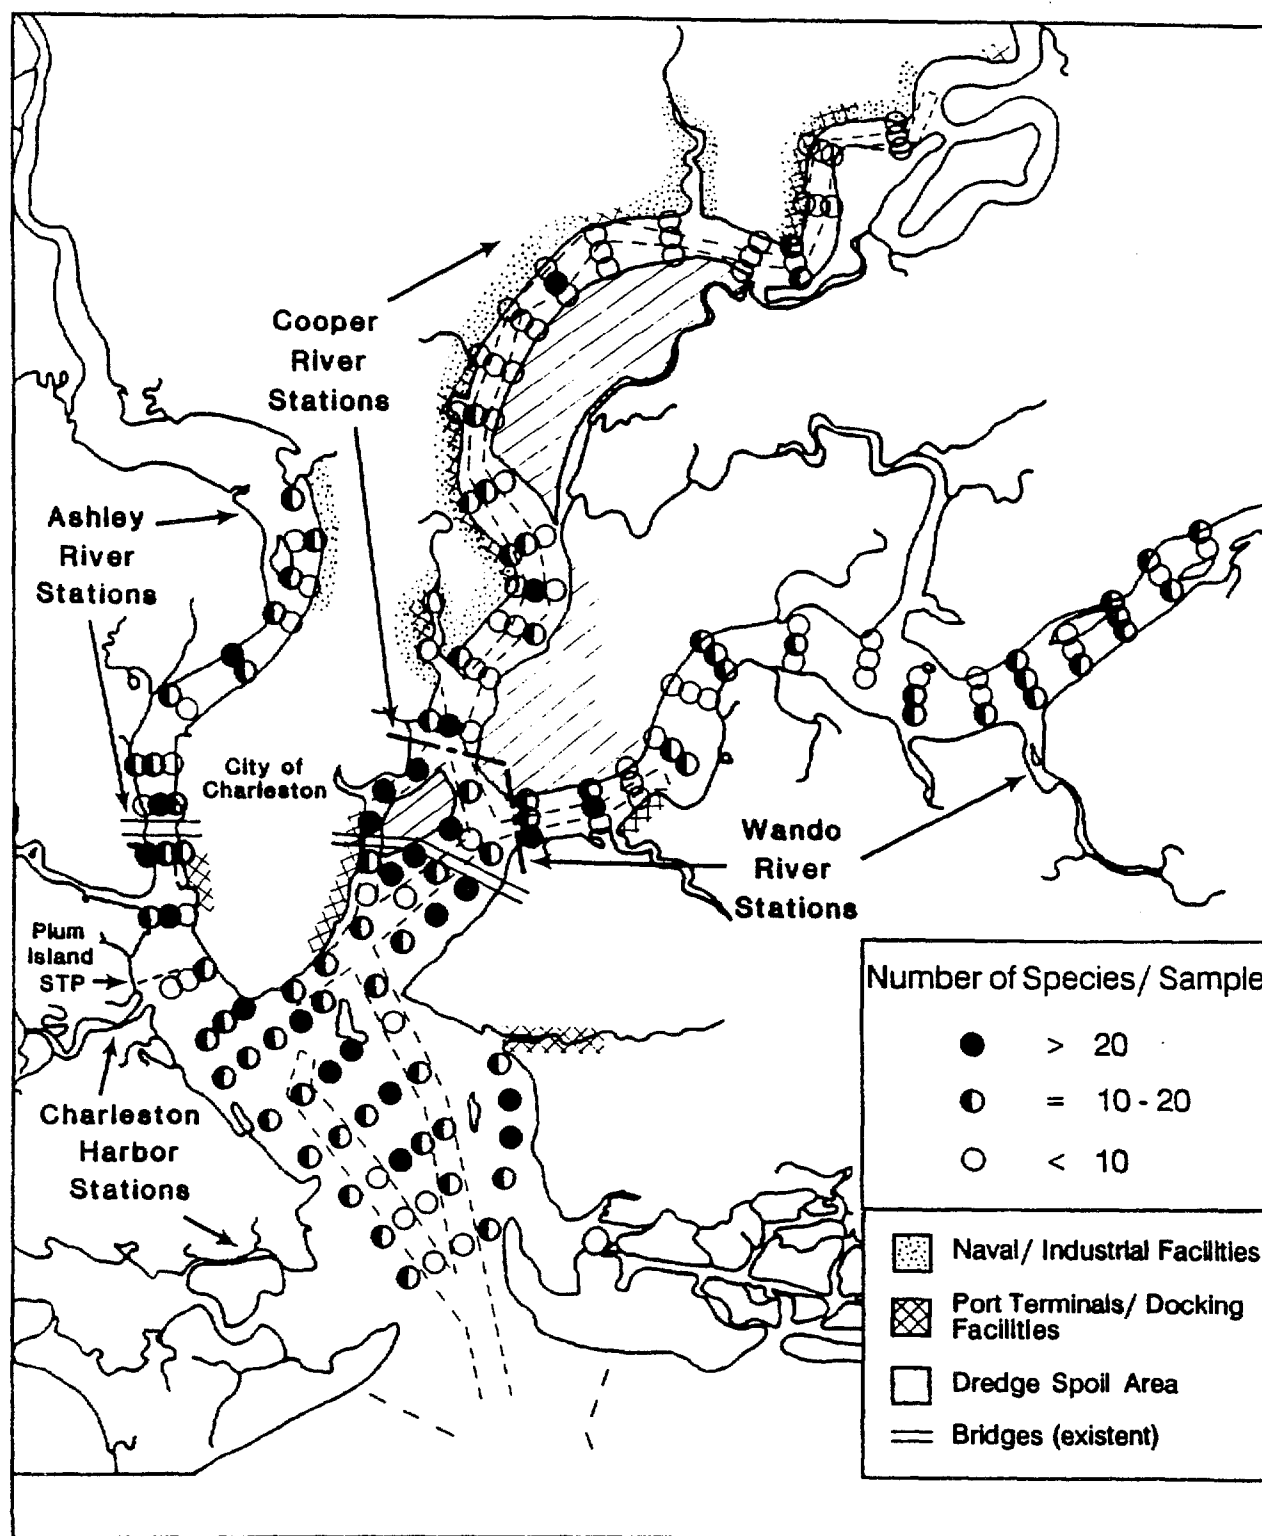 Cooper
River
Stations
Ashley
River
Stations
City of
Charleston
Wando
River
Stations
Plum
Island
STP
Charleston
Harbor
Stations
Number of Species/ Sample
> 20
= 10 - 20
< 10
Naval/ Industrial Facilities
Port Terminals/ Docking
Facilities
Dredge Spoil Area
Bridges (existent)